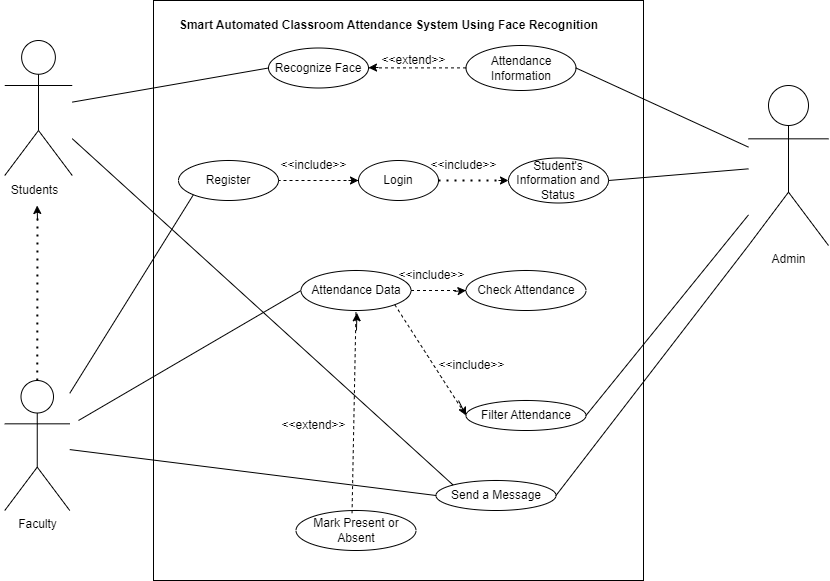 Smart Automated Classroom Attendance System Using Face Recognition
Recognize Face
<<extend>>
Attendance
Information
Students
Register
<<include>>
Login
<<include>>
Student's
Information and
Status
Admin
Attendance Data
<<include>>
Check Attendance
<<include>>
Filter Attendance
<<extend>>
Send a Message
Mark Present or
Absent
Faculty